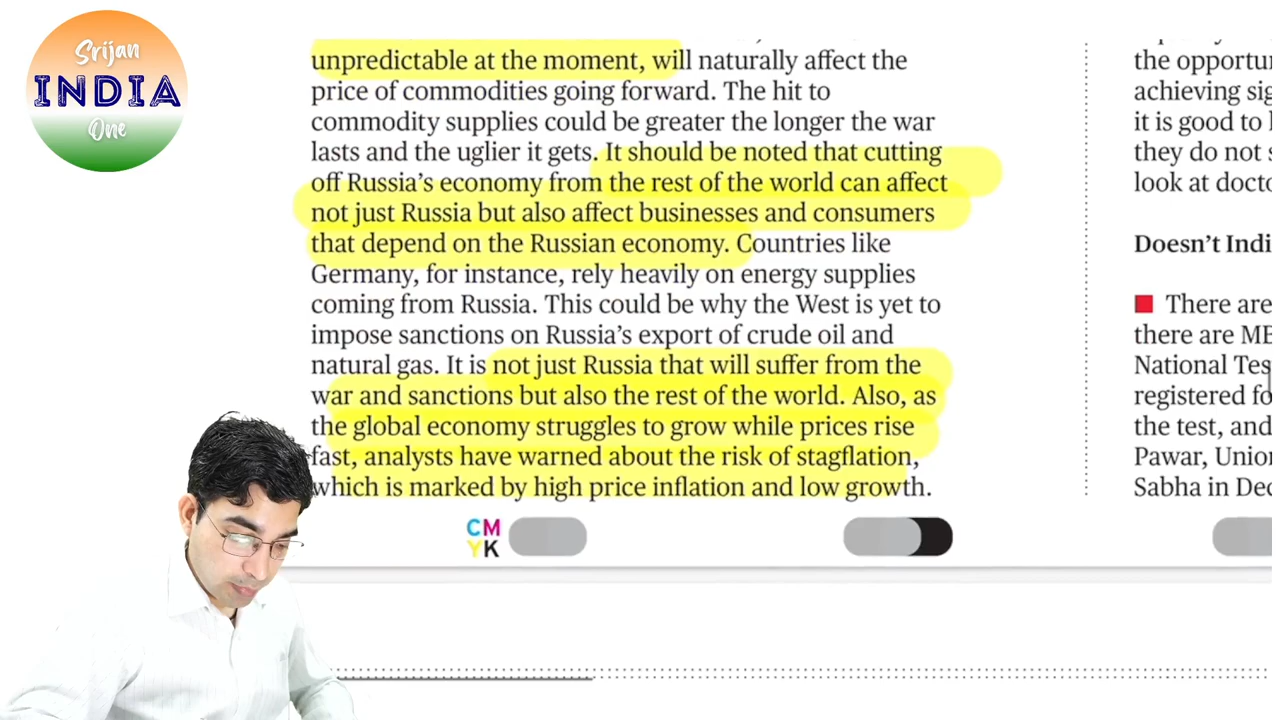 Srijan
INDIA
One
unpredictable at the moment, will naturally affect the
price of commodities going forward. The hit to
commodity supplies could be greater the longer the war
lasts and the uglier it gets. It should be noted that cutting
off Russia’s economy from the rest of the world can affect
not just Russia but also affect businesses and consumers
that depend on the Russian economy. Countries like
Germany, for instance, rely heavily on energy supplies
coming from Russia. This could be why the West is yet to
impose sanctions on Russia’s export of crude oil and
natural gas. It is not just Russia that will suffer from the
war and sanctions but also the rest of the world. Also, as
the global economy struggles to grow while prices rise
fast, analysts have warned about the risk of stagflation,
which is marked by high price inflation and low growth.
CM
YK
the
achieving
it is good to
they do not
look at
Doesn’t
There are
there are
National
registered
the test, and
Pawar,
Sabha in